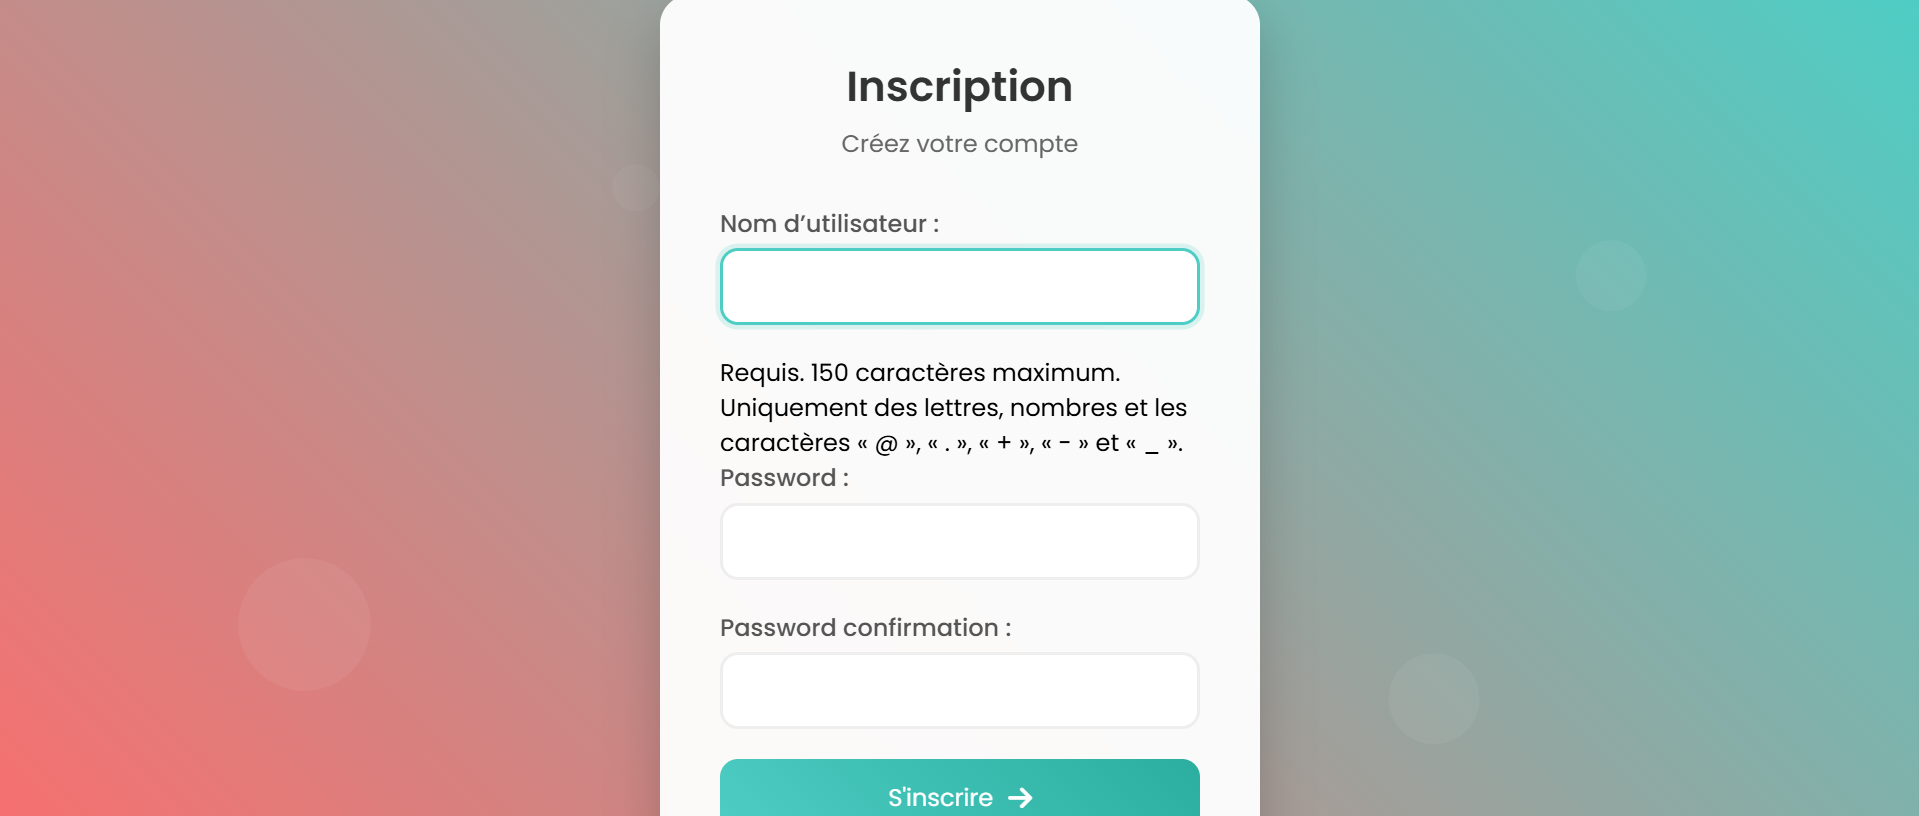 Inscription
Créez votre compte
Nom d’utilisateur :
Requis. 150 caractères maximum.
Uniquement des lettres, nombres et les
caractères « @ », « . », « + », « - » et « _ ».
Password :
Password confirmation :
S'inscrire →